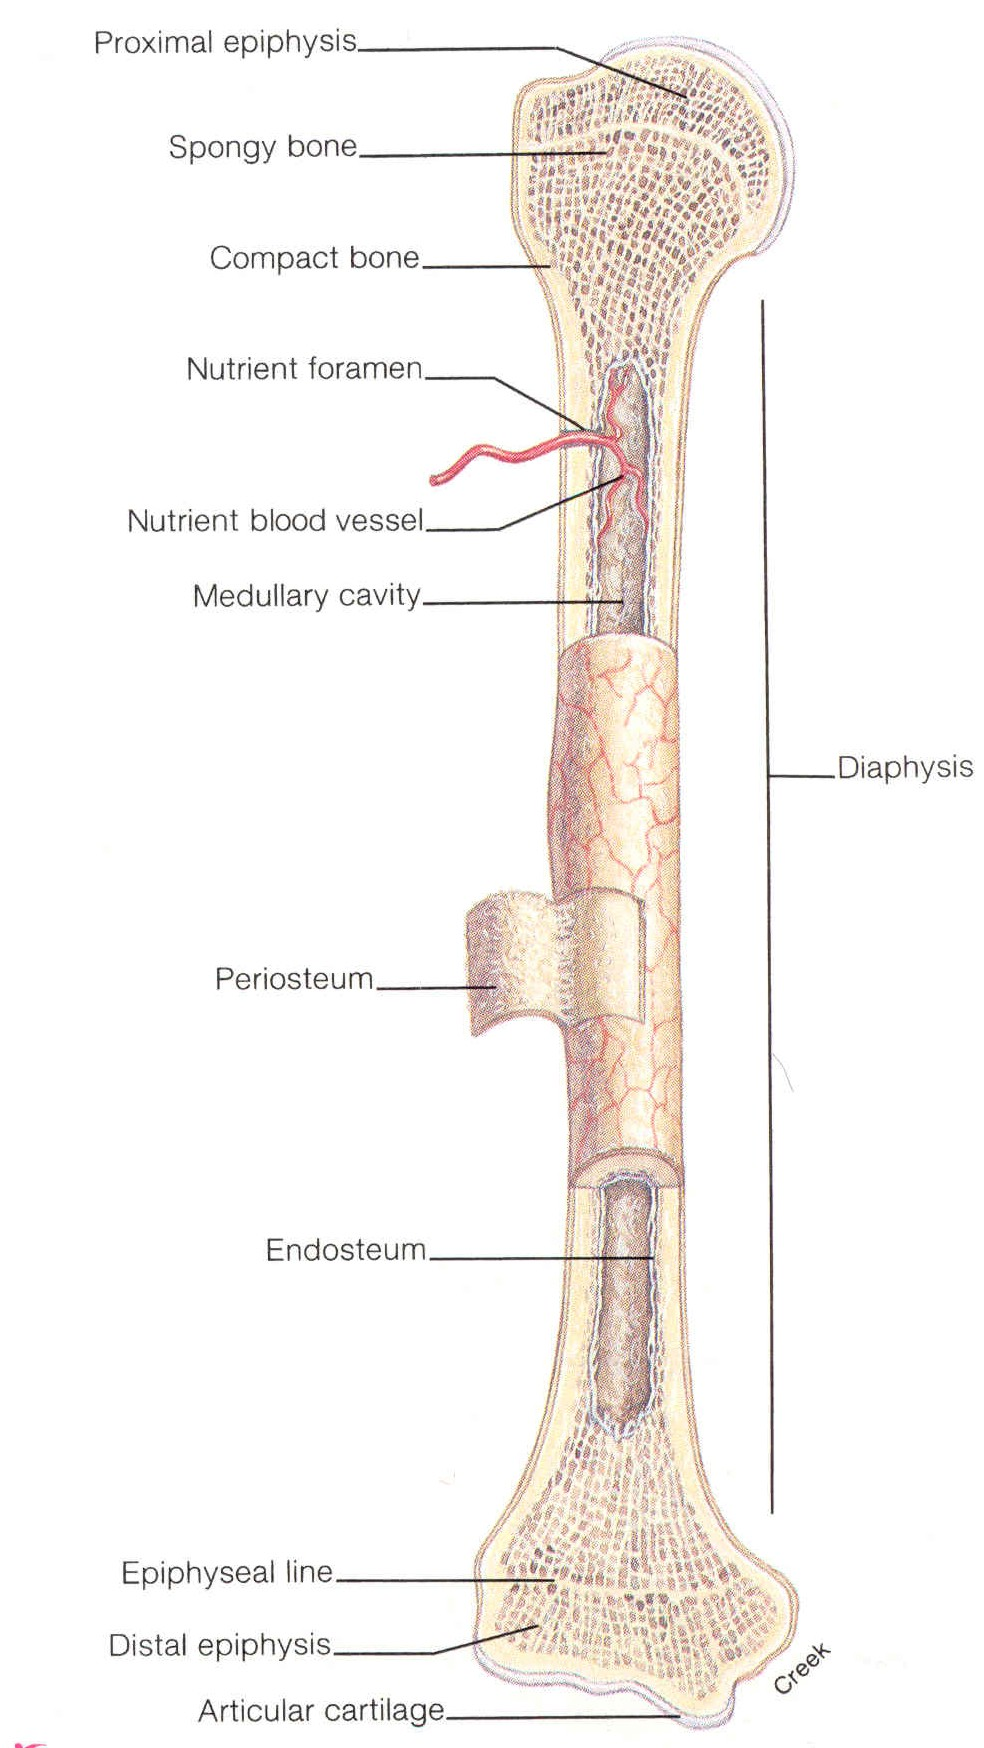 Proximal epiphysis
Spongy bone
Compact bone
Nutrient foramen
Nutrient blood vessel
Medullary cavity
Diaphysis
Periosteum
Endosteum
Epiphyseal line
Distal epiphysis
Creek
Articular cartilage